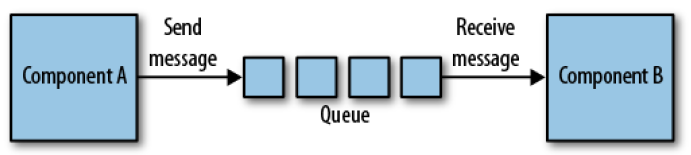 Component A
Send
message
Queue
Receive
message
Component B